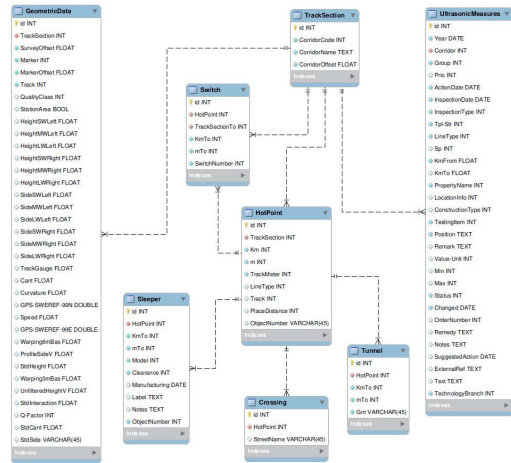 GeometricData
id INT
TrackSection INT
SurveyOffset FLOAT
Marker INT
MarkerOffset FLOAT
Track INT
QualityClass INT
StationArea BOOL
HeightSWLeft FLOAT
HeightMWLeft FLOAT
HeightLWLeft FLOAT
HeightSWRight FLOAT
HeightMWRight FLOAT
HeightLWRight FLOAT
SideSWLeft FLOAT
SideMWLeft FLOAT
SideLWLeft FLOAT
SideSWRight FLOAT
SideMWRight FLOAT
SideLWRight FLOAT
TrackGauge FLOAT
Cant FLOAT
Curvature FLOAT
GPS-SWEREF-99N DOUBLE
Speed FLOAT
GPS-SWEREF-99E DOUBLE
Warping6mBas FLOAT
ProfileSideV FLOAT
StdHeight FLOAT
Warping3mBas FLOAT
UnfilteredHeightV FLOAT
StdInteraction FLOAT
Q-Factor INT
StdCant FLOAT
StdSide VARCHAR(45)
Indexes
TrackSection
id INT
CorridorCode INT
CorridorName TEXT
CorridorOffset FLOAT
Indexes
Switch
id INT
HotPoint INT
TrackSectionTo INT
KmTo INT
mTo INT
SwitchNumber INT
Indexes
HotPoint
id INT
TrackSection INT
Km INT
m INT
TrackMeter INT
LineType INT
Track INT
PlaceDistance INT
ObjectNumber VARCHAR(45)
Indexes
Sleeper
id INT
HotPoint INT
KmTo INT
mTo INT
Model INT
Clearance INT
Manufacturing DATE
Label TEXT
Notes TEXT
ObjectNumber INT
Indexes
Crossing
id INT
HotPoint INT
StreetName VARCHAR(45)
Indexes
Tunnel
id INT
HotPoint INT
KmTo INT
mTo INT
Gnr VARCHAR(45)
Indexes
UltrasonicMeasures
id INT
Year DATE
Corridor INT
Group INT
Prio INT
ActionDate DATE
InspectionDate DATE
InspectionType INT
Tpl-Str INT
LineType INT
Sp INT
KmFrom FLOAT
KmTo FLOAT
PropertyName INT
LocationInfo INT
ConstructionType INT
TestingItem INT
Position TEXT
Remark TEXT
Value-Unit INT
Min INT
Max INT
Status INT
Changed DATE
OrderNumber INT
Remedy TEXT
Notes TEXT
SuggestedAction DATE
ExternalRef TEXT
Text TEXT
TechnologyBranch INT
Indexes